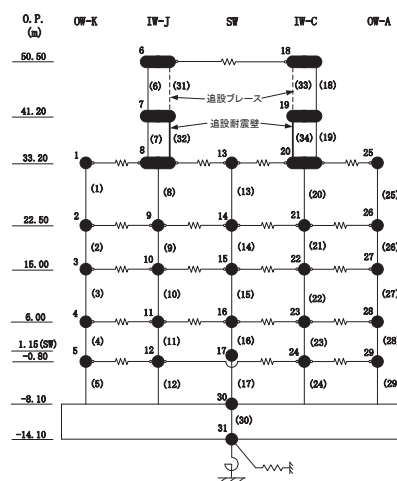 O.P. OW-K IW-J SW IW-C OW-A
(m)
6 18
50.50
(6) (31) (33) (18)
追設ブレース
41.20 7 19
追設耐震壁
(7) (32) (34) (19)
33.20 1 8 13 20 25
(1) (8) (13) (20) (25)
22.50 2 9 14 21 26
(2) (9) (14) (21) (26)
15.00 3 10 15 22 27
(3) (10) (15) (22) (27)
6.00 4 11 16 23 28
(4) (11) (16) (23) (28)
1.15(SW) 17
-0.80 5 12 24 29
(5) (12) (17) (24) (29
-8.10 30
(30)
-14.10 31